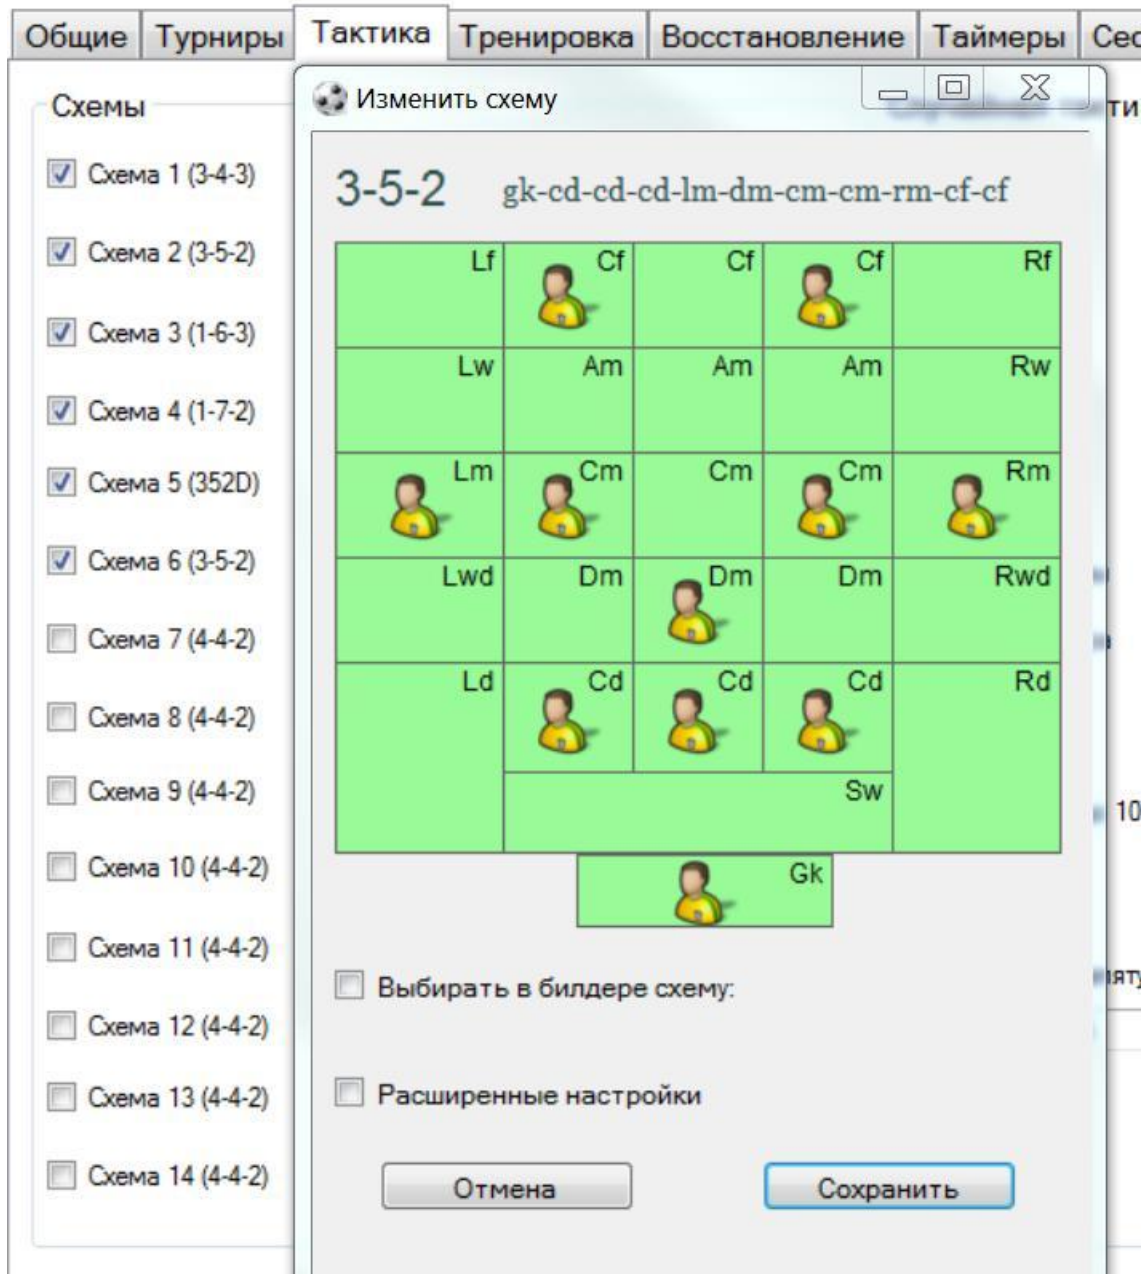 Общие Турниры Тактика Тренировка Восстановление Таймеры
Схемы
Схема 1 (3-4-3)
Схема 2 (3-5-2)
Схема 3 (1-6-3)
Схема 4 (1-7-2)
Схема 5 (352D)
Схема 6 (3-5-2)
Схема 7 (4-4-2)
Схема 8 (4-4-2)
Схема 9 (4-4-2)
Схема 10 (4-4-2)
Схема 11 (4-4-2)
Схема 12 (4-4-2)
Схема 13 (4-4-2)
Схема 14 (4-4-2)
Изменить схему
3-5-2 gk-cd-cd-cd-lm-dm-cm-cm-rm-cf-cf
Lf Cf Cf Cf Rf
Lw Am Am Am Rw
Lm Cm Cm Cm Rm
Lwd Dm Dm Dm Rwd
Ld Cd Cd Cd Rd
Sw
Gk
Выбирать в билдере схему:
Расширенные настройки
Отмена Сохранить
10